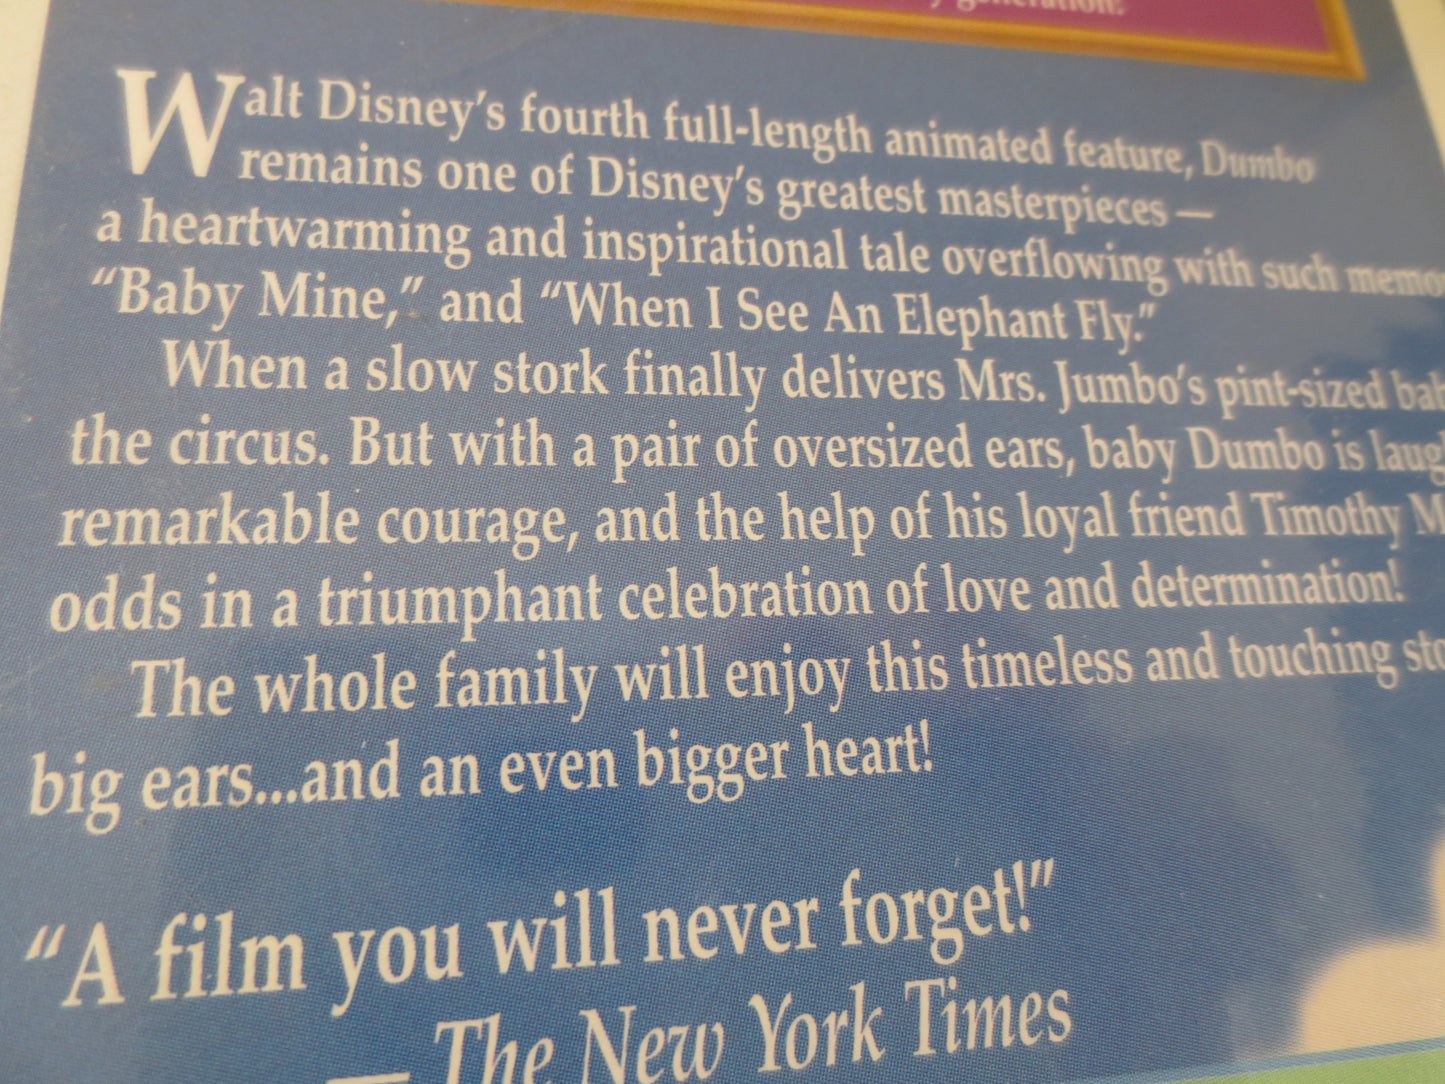 generation!
Walt Disney's fourth full-length animated feature, Dumbo
remains one of Disney's greatest masterpieces —
a heartwarming and inspirational tale overflowing with such
"Baby Mine," and "When I See An Elephant Fly."
When a slow stork finally delivers Mrs. Jumbo's pint-sized
the circus. But with a pair of oversized ears, baby Dumbo is
remarkable courage, and the help of his loyal friend Timothy
odds in a triumphant celebration of love and determination!
The whole family will enjoy this timeless and touching
big ears...and an even bigger heart!
"A film you will never forget!"
— The New York Times